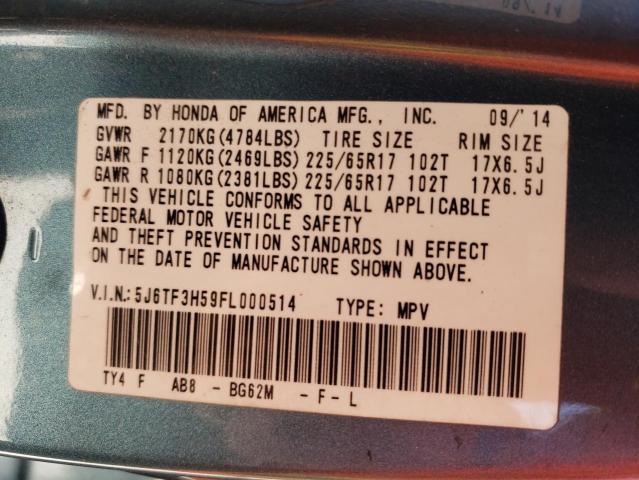 09/'14
MFD. BY HONDA OF AMERICA MFG., INC. 09/'14
GVWR 2170KG(4784LBS) TIRE SIZE RIM SIZE
GAWR F 1120KG(2469LBS) 225/65R17 102T 17X6.5J
GAWR R 1080KG(2381LBS) 225/65R17 102T 17X6.5J
THIS VEHICLE CONFORMS TO ALL APPLICABLE
FEDERAL MOTOR VEHICLE SAFETY
AND THEFT PREVENTION STANDARDS IN EFFECT
ON THE DATE OF MANUFACTURE SHOWN ABOVE.
V.I.N.:5J6TF3H59FL000514 TYPE: MPV
TY4 F AB8 -BG62M -F-L